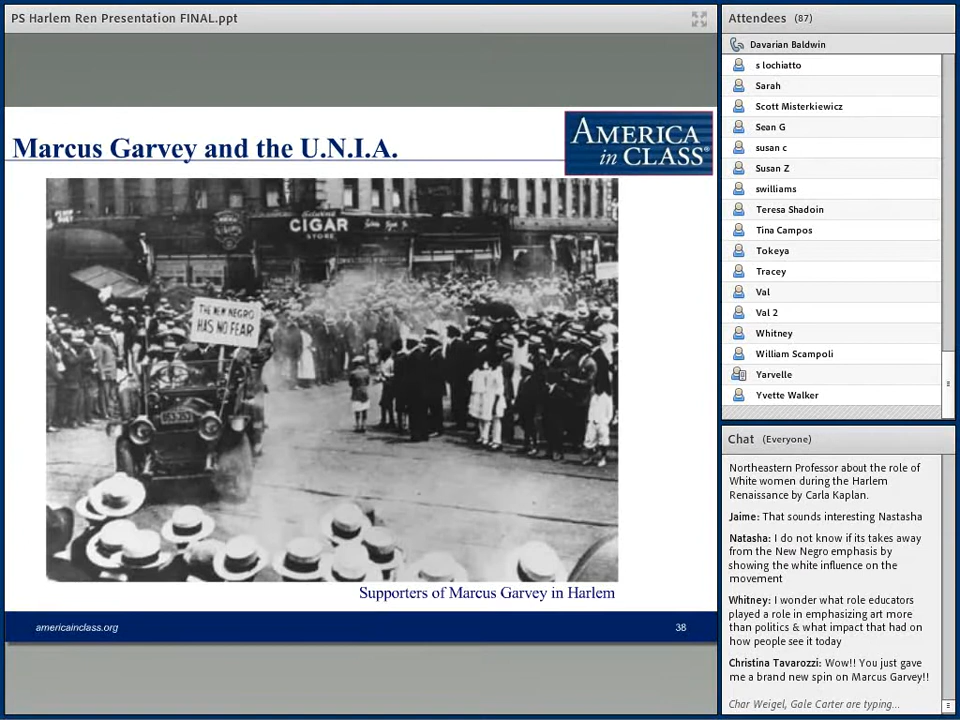 PS Harlem Ren Presentation FINAL.ppt
Marcus Garvey and the U.N.I.A.
AMERICA
in CLASS®
CIGAR
STORE
THE NEW NEGRO
HAS NO FEAR
Supporters of Marcus Garvey in Harlem
americainclass.org
38
Attendees (87)
Davarian Baldwin
s lochiatto
Sarah
Scott Misterkiewicz
Sean G
susan c
Susan Z
swilliams
Teresa Shadoin
Tina Campos
Tokeya
Tracey
Val
Val 2
Whitney
William Scampoli
Yarvelle
Yvette Walker
Chat (Everyone)
Northeastern Professor about the role of
White women during the Harlem
Renaissance by Carla Kaplan.
Jaime: That sounds interesting Nastasha
Natasha: I do not know if its takes away
from the New Negro emphasis by
showing the white influence on the
movement
Whitney: I wonder what role educators
played a role in emphasizing art more
than politics & what impact that had on
how people see it today
Christina Tavarozzi: Wow!! You just gave
me a brand new spin on Marcus Garvey!!
Char Weigel, Gale Carter are typing...